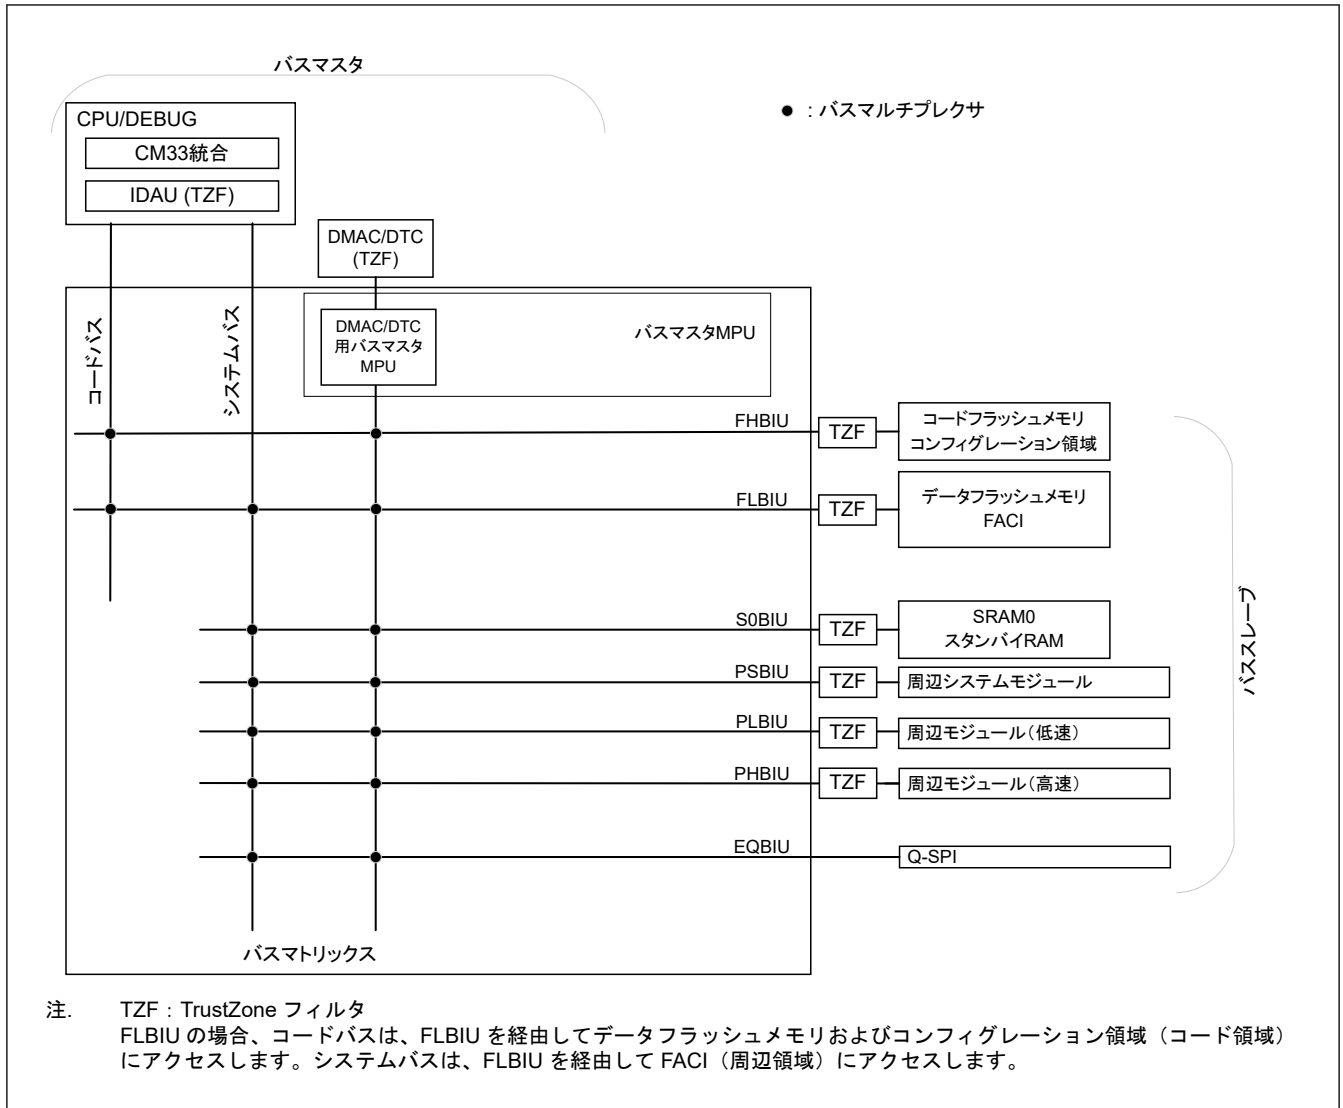 バスマスタ
CPU/DEBUG
CM33統合
IDAU (TZF)
● : バスマルチプレクサ
DMAC/DTC
(TZF)
コードバス
システムバス
DMAC/DTC
用バスマスタ
MPU
バスマスタMPU
FHBIU
TZF
コードフラッシュメモリ
コンフィグレーション領域
FLBIU
TZF
データフラッシュメモリ
FACI
S0BIU
TZF
SRAM0
スタンバイRAM
PSBIU
TZF
周辺システムモジュール
PLBIU
TZF
周辺モジュール（低速）
PHBIU
TZF
周辺モジュール（高速）
EQBIU
Q-SPI
バススレーブ
バスマトリックス
注. TZF：TrustZone フィルタ
FLBIU の場合、コードバスは、FLBIU を経由してデータフラッシュメモリおよびコンフィグレーション領域（コード領域）
にアクセスします。システムバスは、FLBIU を経由して FACI（周辺領域）にアクセスします。